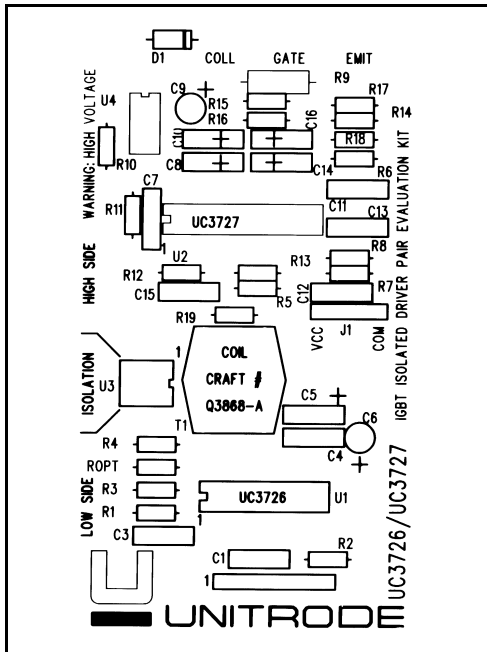 D1
COLL
GATE
EMIT
C9
R9
U4
R15
R17
R16
C16
R14
C10
R18
C8
R10
C14
R6
C7
C11
C13
R11
UC3727
1
U2
R13
R8
R12
C15
R5
C12
R7
R19
J1
VCC
COM
1
COIL
CRAFT #
Q3868-A
U3
T1
C5
C6
R4
C4
ROPT
R3
UC3726
U1
R1
1
C3
C1
R2
1
WARNING: HIGH VOLTAGE
HIGH SIDE
ISOLATION
LOW SIDE
IGBT ISOLATED DRIVER PAIR EVALUATION KIT
UC3726/UC3727
UNITRODE